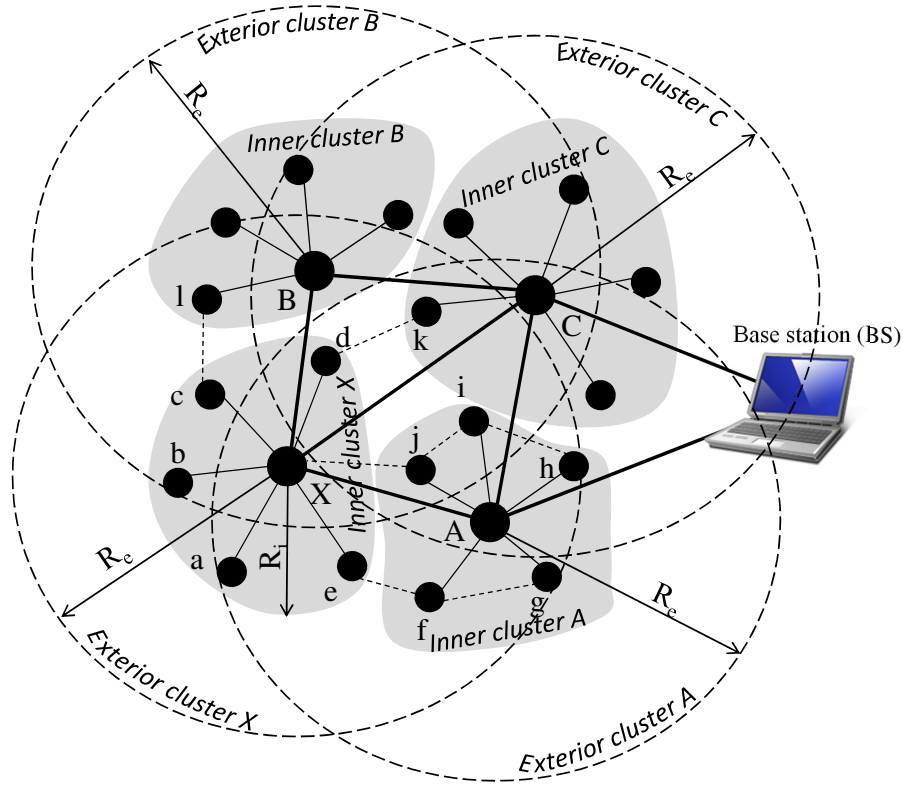 Exterior cluster B
Exterior cluster C
Re
Inner cluster B
Inner cluster C
Re
l
B
C
Base station (BS)
d
k
c
i
Inner cluster X
b
j
h
X
A
Re
a
Ri
e
Re
f
g
Inner cluster A
Exterior cluster X
Exterior cluster A